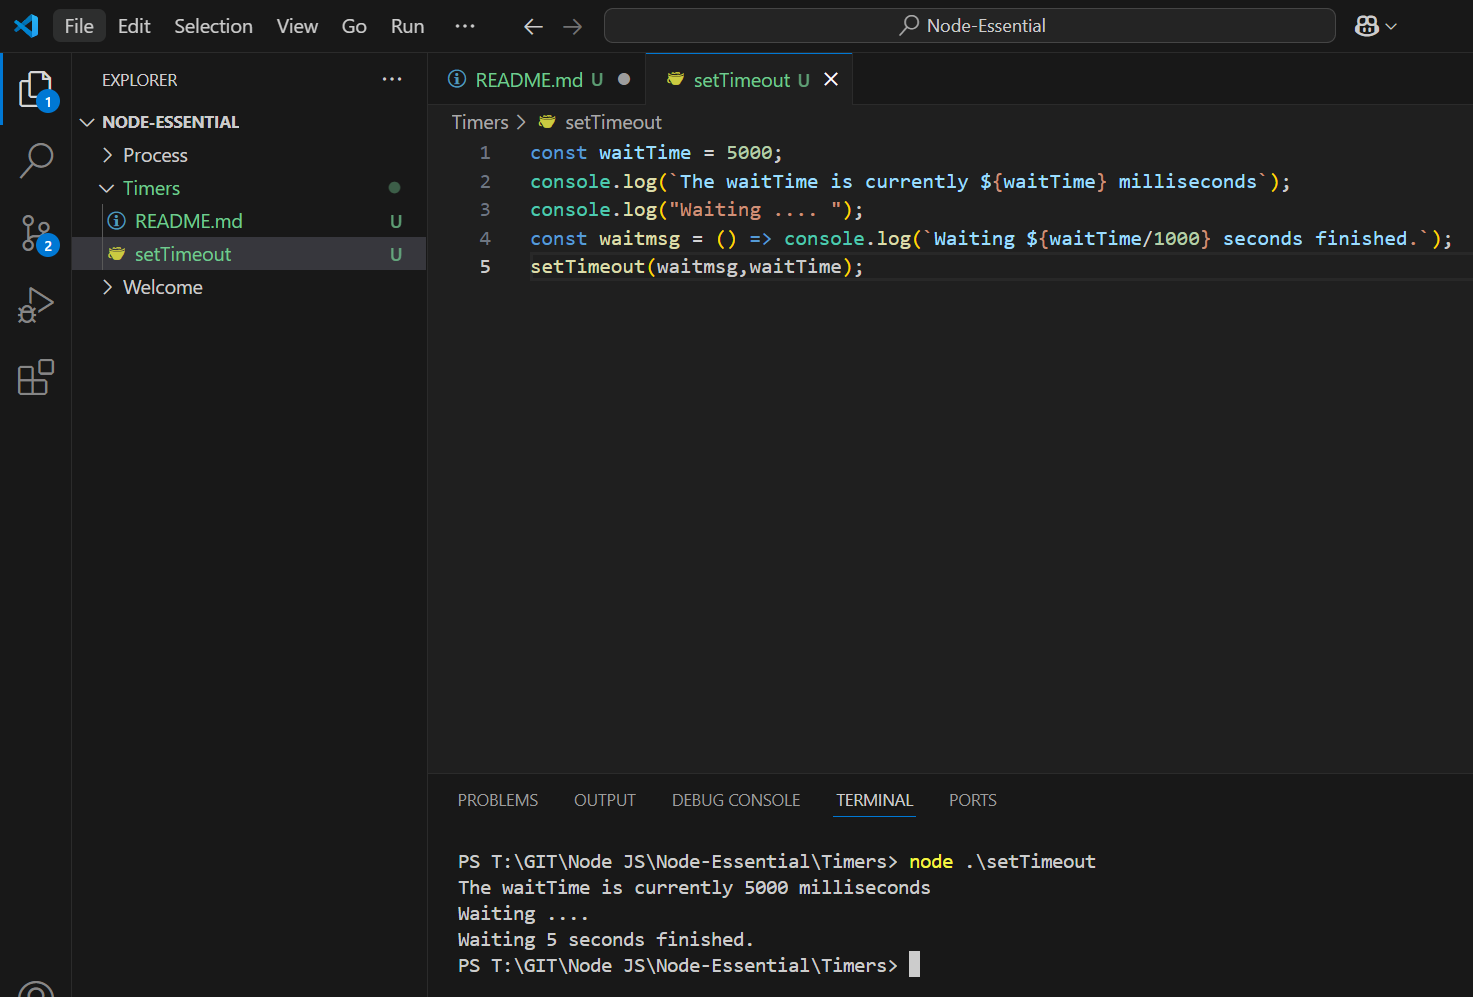 File Edit Selection View Go Run ···
Node-Essential
EXPLORER ···
1
NODE-ESSENTIAL
Process
Timers
README.md U
setTimeout U
Welcome
2
README.md U
setTimeout U
Timers > setTimeout
1 const waitTime = 5000;
2 console.log(`The waitTime is currently ${waitTime} milliseconds`);
3 console.log("Waiting .... ");
4 const waitmsg = () => console.log(`Waiting ${waitTime/1000} seconds finished.`);
5 setTimeout(waitmsg,waitTime);
PROBLEMS OUTPUT DEBUG CONSOLE TERMINAL PORTS
PS T:\GIT\Node JS\Node-Essential\Timers> node .\setTimeout
The waitTime is currently 5000 milliseconds
Waiting ....
Waiting 5 seconds finished.
PS T:\GIT\Node JS\Node-Essential\Timers>